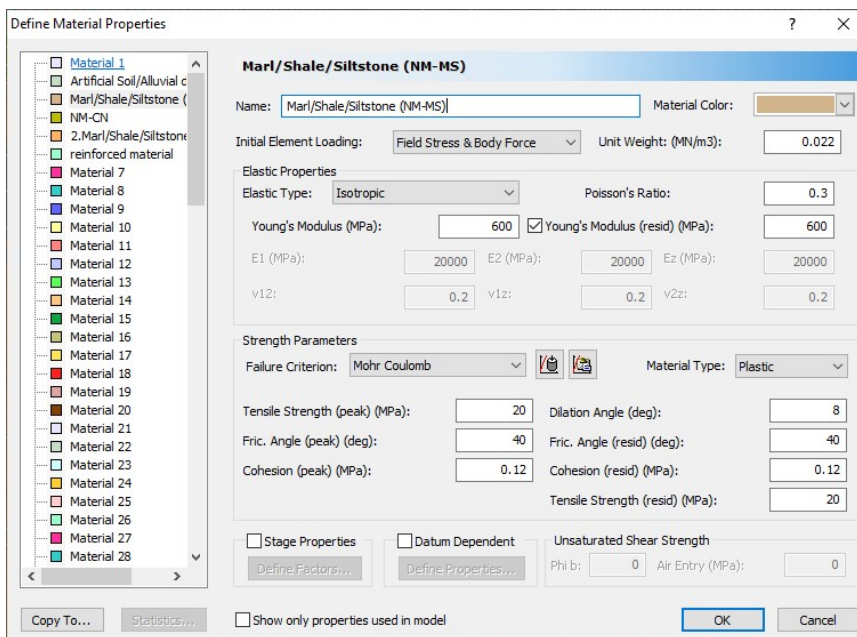 Define Material Properties
?
Material 1
Artificial Soil/Alluvial c
Marl/Shale/Siltstone (
NM-CN
2.Marl/Shale/Siltstone
reinforced material
Material 7
Material 8
Material 9
Material 10
Material 11
Material 12
Material 13
Material 14
Material 15
Material 16
Material 17
Material 18
Material 19
Material 20
Material 21
Material 22
Material 23
Material 24
Material 25
Material 26
Material 27
Material 28
Copy To...
Statistics...
Marl/Shale/Siltstone (NM-MS)
Name: Marl/Shale/Siltstone (NM-MS) Material Color:
Initial Element Loading: Field Stress & Body Force Unit Weight: (MN/m3): 0.022
Elastic Properties
Elastic Type: Isotropic Poisson's Ratio: 0.3
Young's Modulus (MPa): 600 Young's Modulus (resid) (MPa): 600
E1 (MPa): 20000 E2 (MPa): 20000 Ez (MPa): 20000
v12: 0.2 v1z: 0.2 v2z: 0.2
Strength Parameters
Failure Criterion: Mohr Coulomb Material Type: Plastic
Tensile Strength (peak) (MPa): 20 Dilation Angle (deg): 8
Fric. Angle (peak) (deg): 40 Fric. Angle (resid) (deg): 40
Cohesion (peak) (MPa): 0.12 Cohesion (resid) (MPa): 0.12
Tensile Strength (resid) (MPa): 20
Stage Properties Datum Dependent Unsaturated Shear Strength
Define Factors... Define Properties... Phi b: 0 Air Entry (MPa): 0
Show only properties used in model OK Cancel